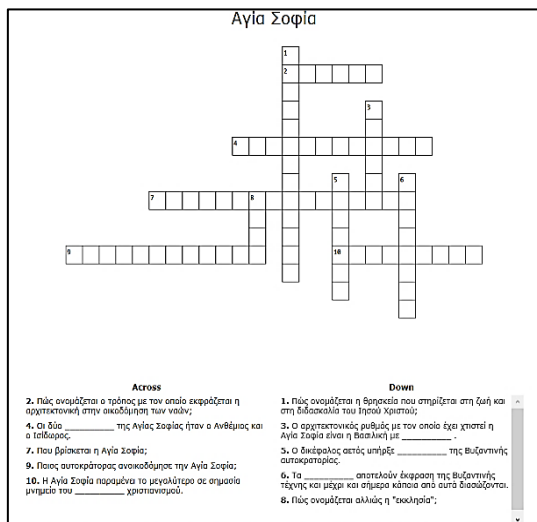 Αγία Σοφία
1
2
3
4
5
6
7
8
9
10
Across
2. Πώς ονομάζεται ο τρόπος με τον οποίο εκφράζεται η
αρχιτεκτονική στην οικοδόμηση των ναών;
4. Οι δύο __________ της Αγίας Σοφίας ήταν ο Ανθέμιος και
ο Ισίδωρος.
7. Που βρίσκεται η Αγία Σοφία;
9. Ποιος αυτοκράτορας ανοικοδόμησε την Αγία Σοφία;
10. Η Αγία Σοφία παραμένει το μεγαλύτερο σε σημασία
μνημείο του __________ χριστιανισμού.
Down
1. Πώς ονομάζεται η θρησκεία που στηρίζεται στη ζωή και
στη διδασκαλία του Ιησού Χριστού;
3. Ο αρχιτεκτονικός ρυθμός με τον οποίο έχει χτιστεί η
Αγία Σοφία είναι η Βασιλική με __________ .
5. Ο δικέφαλος αετός υπήρξε __________ της Βυζαντινής
αυτοκρατορίας.
6. Τα __________ αποτελούν έκφραση της Βυζαντινής
τέχνης και μέχρι και σήμερα κάποια από αυτά διασώζονται.
8. Πώς ονομάζεται αλλιώς η "εκκλησία";